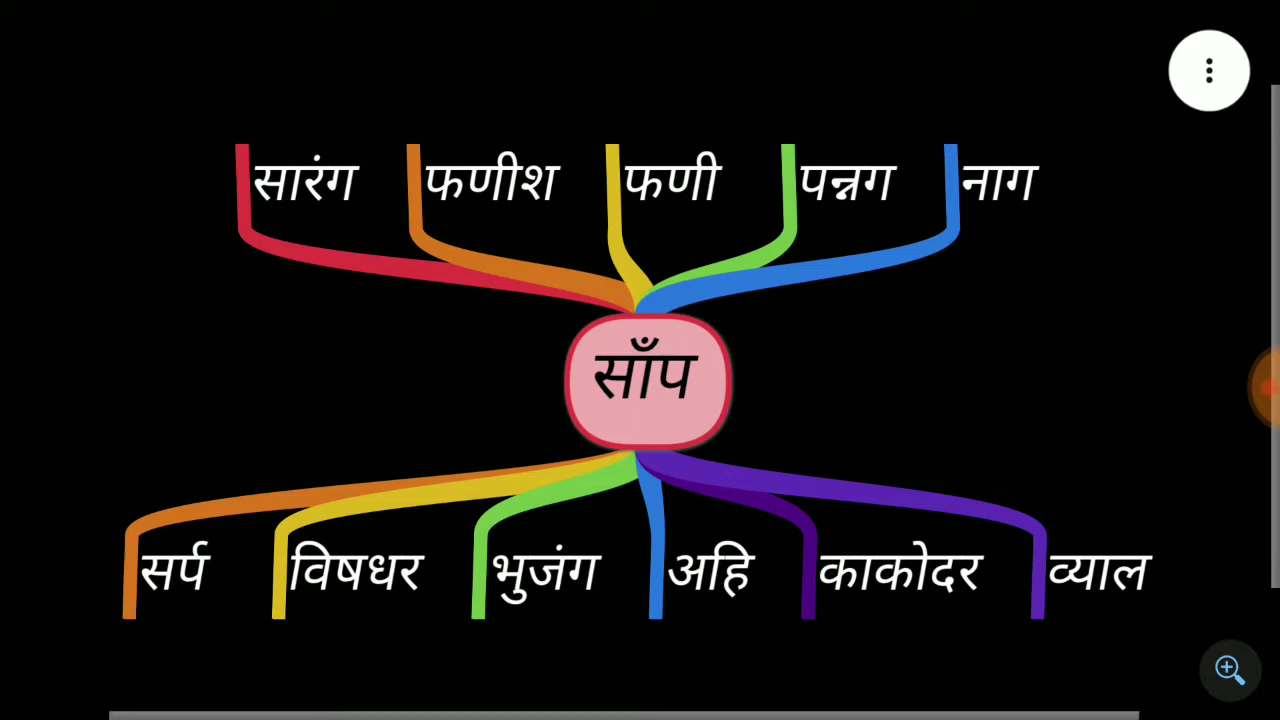 सारंग फणीश फणी पन्नग नाग
साँप
सर्प विषधर भुजंग अहि काकोदर व्याल